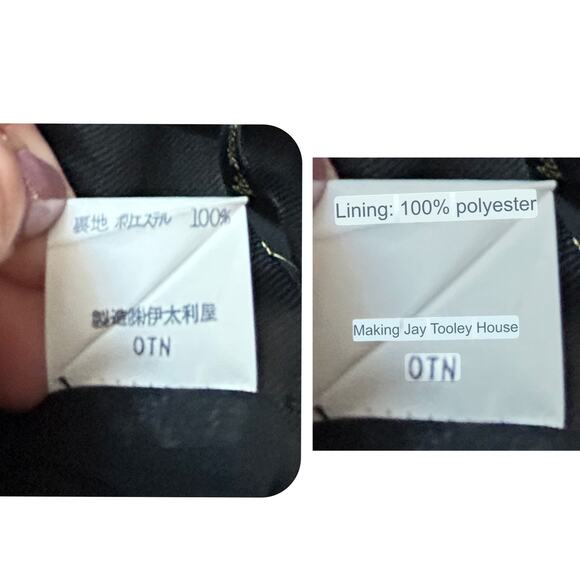 裏地 ポリエステル 100%
製造㈱伊太利屋
OTN
Lining: 100% polyester
Making Jay Tooley House
OTN